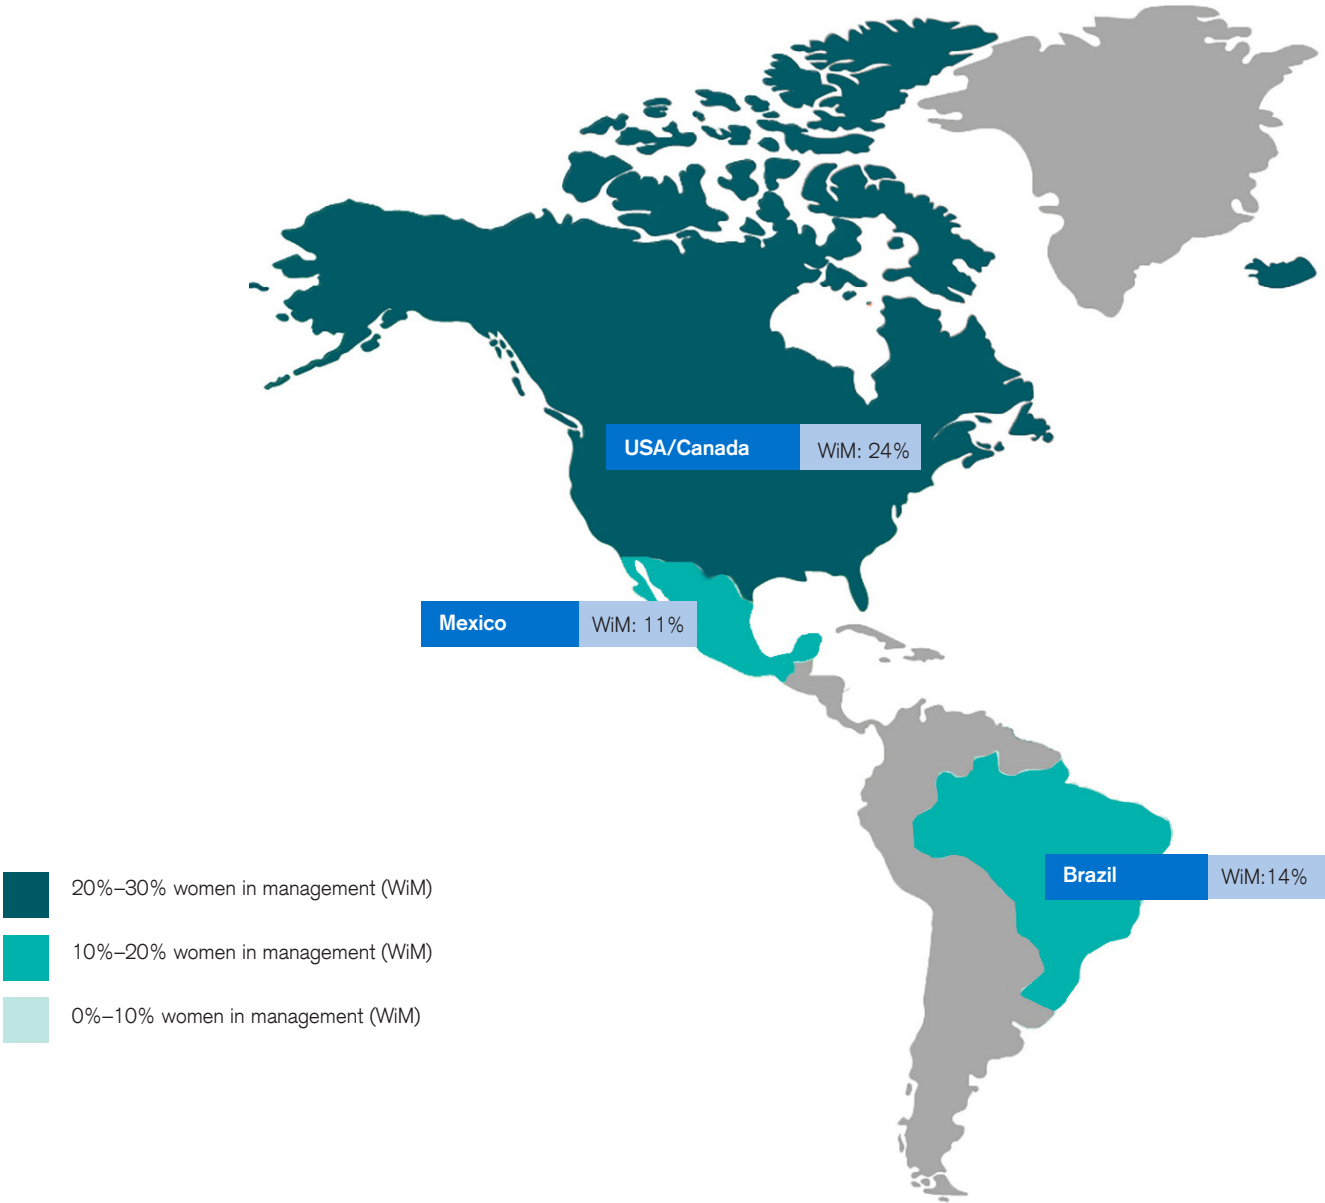 USA/Canada WiM: 24%
Mexico WiM: 11%
Brazil WiM:14%
20%–30% women in management (WiM)
10%–20% women in management (WiM)
0%–10% women in management (WiM)